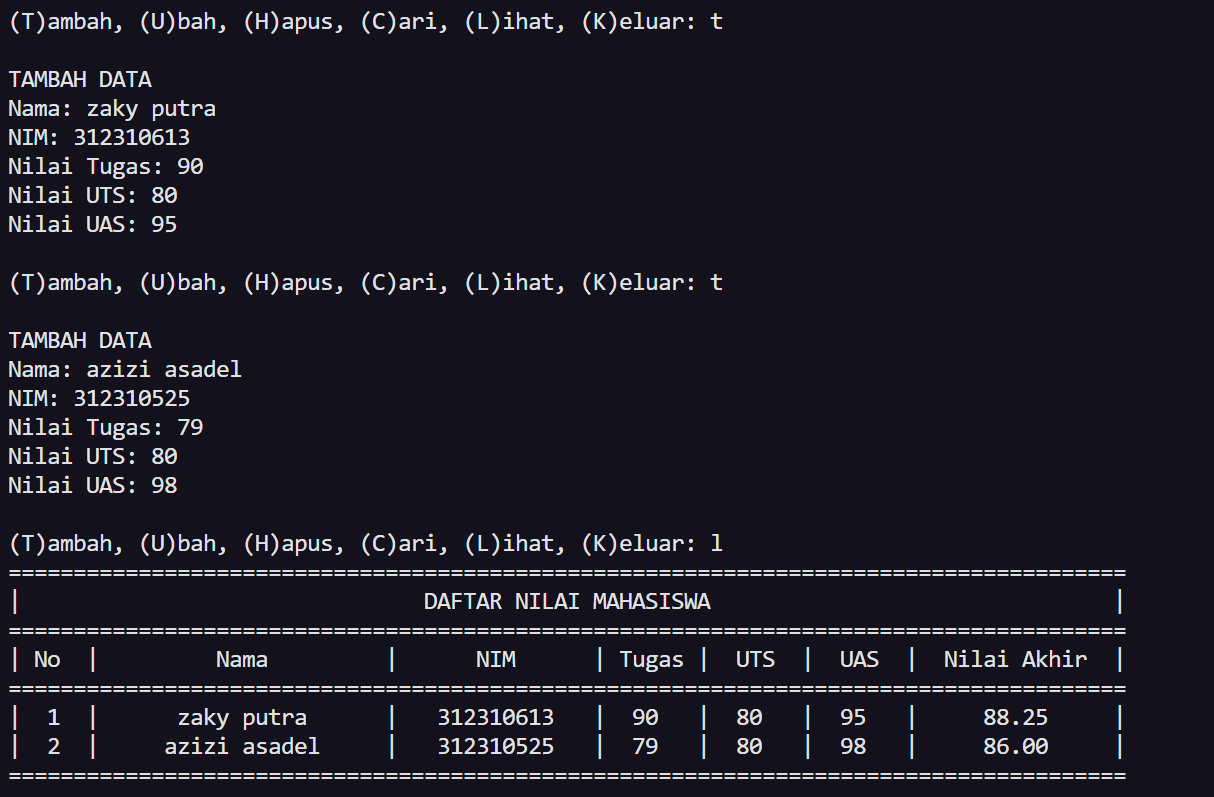 (T)ambah, (U)bah, (H)apus, (C)ari, (L)ihat, (K)eluar: t
TAMBAH DATA
Nama: zaky putra
NIM: 312310613
Nilai Tugas: 90
Nilai UTS: 80
Nilai UAS: 95
(T)ambah, (U)bah, (H)apus, (C)ari, (L)ihat, (K)eluar: t
TAMBAH DATA
Nama: azizi asadel
NIM: 312310525
Nilai Tugas: 79
Nilai UTS: 80
Nilai UAS: 98
(T)ambah, (U)bah, (H)apus, (C)ari, (L)ihat, (K)eluar: l
======================================================================================
|                               DAFTAR NILAI MAHASISWA                               |
======================================================================================
| No  |         Nama         |      NIM      | Tugas |  UTS  |  UAS  |  Nilai Akhir  |
======================================================================================
|  1  |      zaky putra      |   312310613   |  90   |  80   |  95   |     88.25     |
|  2  |     azizi asadel     |   312310525   |  79   |  80   |  98   |     86.00     |
======================================================================================